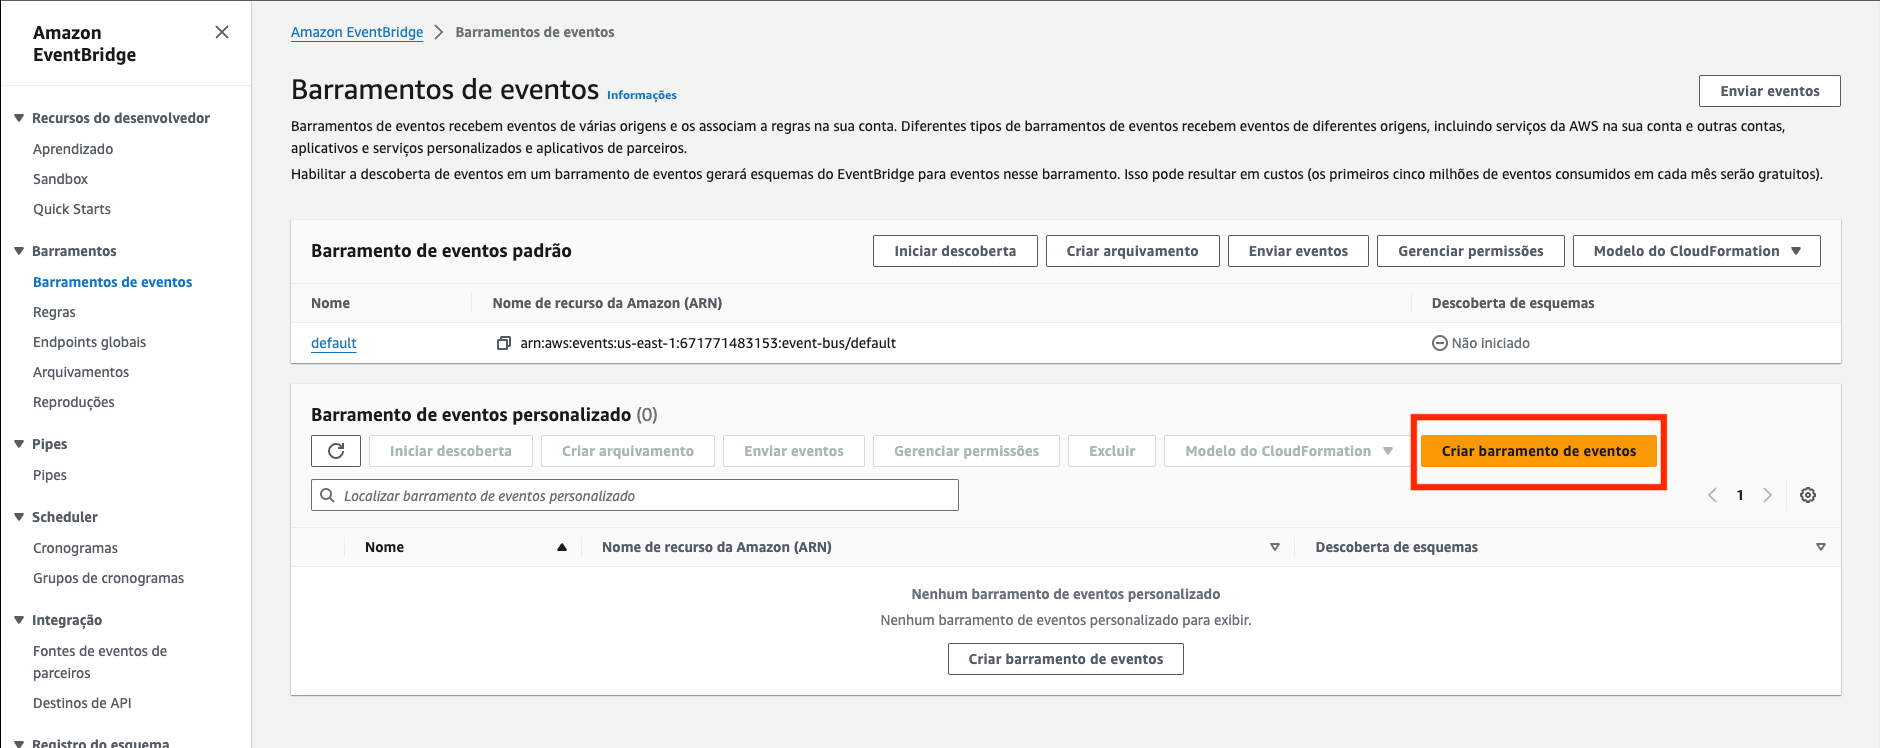 Amazon
EventBridge
Recursos do desenvolvedor
Aprendizado
Sandbox
Quick Starts
Barramentos
Barramentos de eventos
Regras
Endpoints globais
Arquivamentos
Reproduções
Pipes
Pipes
Scheduler
Cronogramas
Grupos de cronogramas
Integração
Fontes de eventos de
parceiros
Destinos de API
Registro do esquema
Amazon EventBridge
Barramentos de eventos
Barramentos de eventos Informações
Enviar eventos
Barramentos de eventos recebem eventos de várias origens e os associam a regras na sua conta. Diferentes tipos de barramentos de eventos recebem eventos de diferentes origens, incluindo serviços da AWS na sua conta e outras contas,
aplicativos e serviços personalizados e aplicativos de parceiros.
Habilitar a descoberta de eventos em um barramento de eventos gerará esquemas do EventBridge para eventos nesse barramento. Isso pode resultar em custos (os primeiros cinco milhões de eventos consumidos em cada mês serão gratuitos).
Barramento de eventos padrão
Iniciar descoberta
Criar arquivamento
Enviar eventos
Gerenciar permissões
Modelo do CloudFormation
Nome
Nome de recurso da Amazon (ARN)
Descoberta de esquemas
default
arn:aws:events:us-east-1:671771483153:event-bus/default
Não iniciado
Barramento de eventos personalizado (0)
Iniciar descoberta
Criar arquivamento
Enviar eventos
Gerenciar permissões
Excluir
Modelo do CloudFormation
Criar barramento de eventos
Localizar barramento de eventos personalizado
1
Nome
Nome de recurso da Amazon (ARN)
Descoberta de esquemas
Nenhum barramento de eventos personalizado
Nenhum barramento de eventos personalizado para exibir.
Criar barramento de eventos